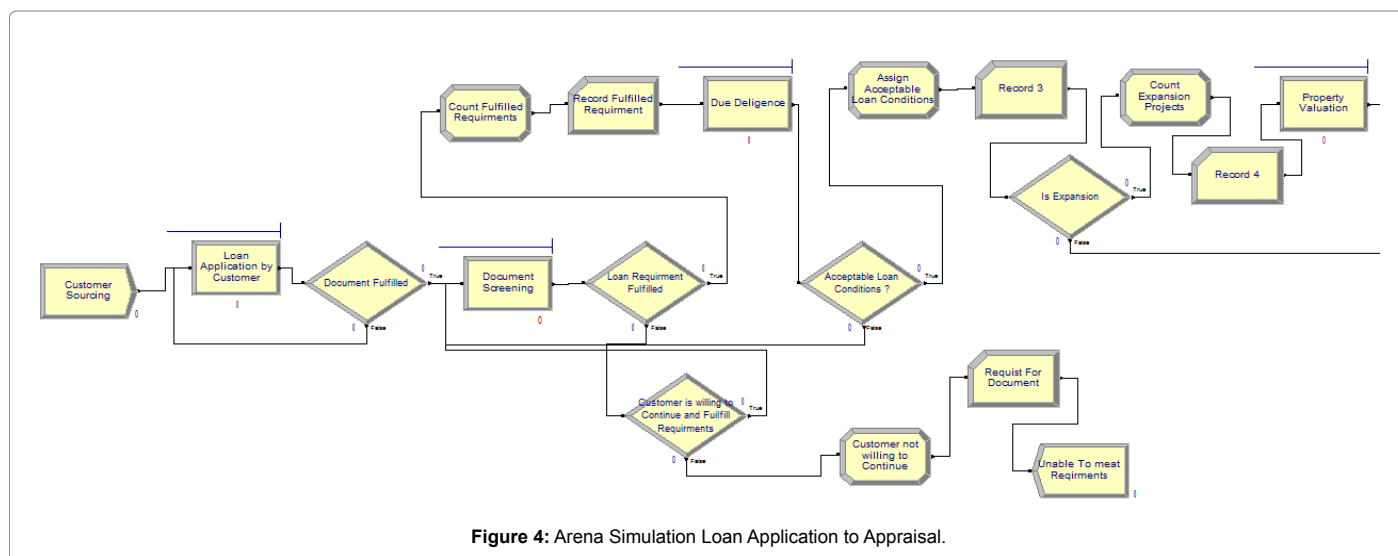 Count Fulfilled
Requirments
Record Fulfilled
Requirment
Due Deligence
0
Assign
Acceptable
Loan Conditions
Record 3
Count
Expansion
Projects
Property
Valuation
0
Record 4
Is Expansion
0
True
0
False
Customer
Sourcing
0
Loan
Application by
Customer
0
Document Fulfilled
0
True
0
False
Document
Screening
0
Loan Requirment
Fulfilled
0
True
0
False
Acceptable Loan
Conditions ?
0
True
0
False
Customer is willing to
Continue and Fulfill
Requirments
0
True
0
False
Customer not
willing to
Continue
Requist For
Document
Unable To meat
Reqirments
0
Figure 4: Arena Simulation Loan Application to Appraisal.